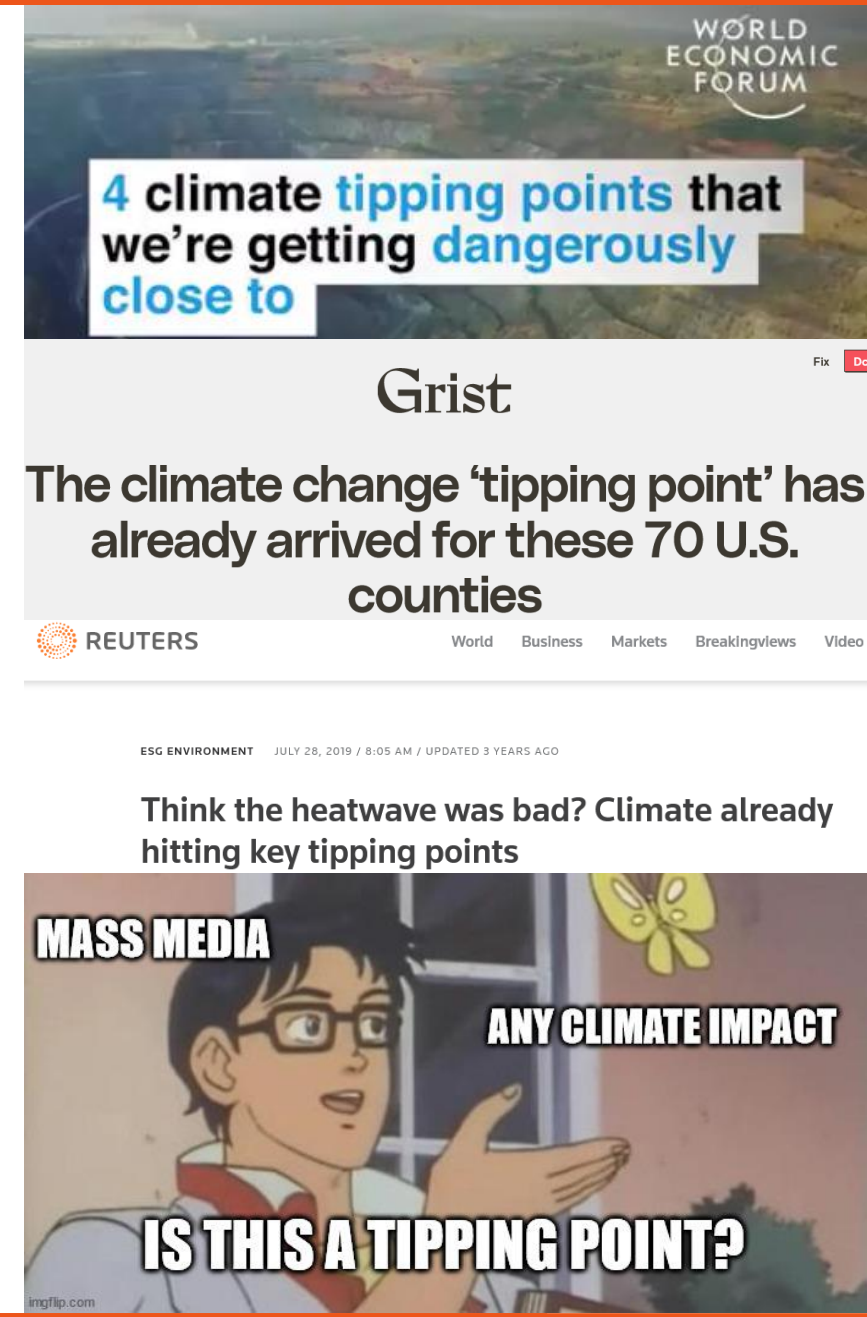 WORLD
ECONOMIC
FORUM
4 climate tipping points that
we're getting dangerously
close to
Fix
Grist
The climate change ‘tipping point’ has
already arrived for these 70 U.S.
counties
REUTERS World Business Markets Breakingviews Video
ESG ENVIRONMENT JULY 28, 2019 / 8:05 AM / UPDATED 3 YEARS AGO
Think the heatwave was bad? Climate already
hitting key tipping points
MASS MEDIA
ANY CLIMATE IMPACT
IS THIS A TIPPING POINT?
imgflip.com